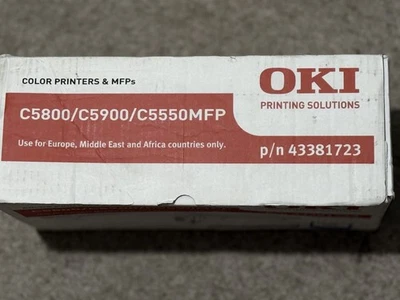 COLOR PRINTERS & MFPs
OKI
PRINTING SOLUTIONS
C5800/C5900/C5550MFP
Use for Europe, Middle East and Africa countries only.
p/n 43381723